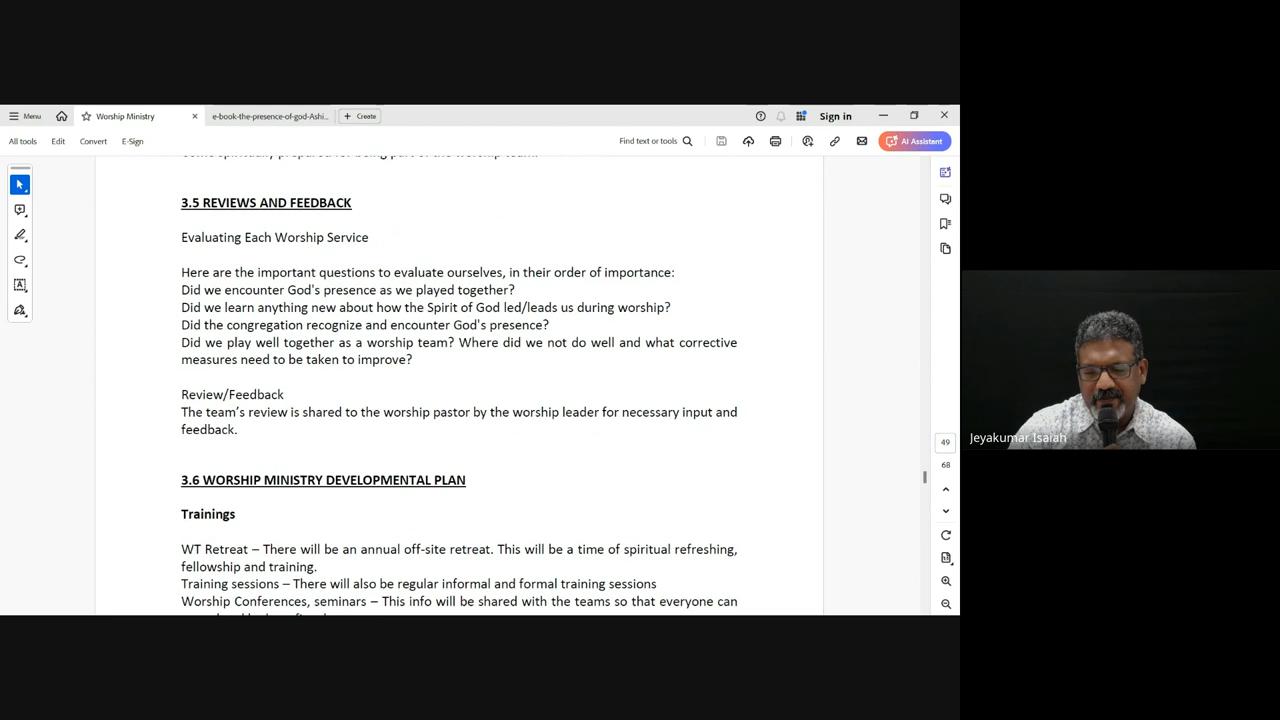 Menu
Worship Ministry
e-book-the-presence-of-god-Ashi...
Create
Sign in
All tools
Edit
Convert
E-Sign
Find text or tools
AI Assistant
3.5 REVIEWS AND FEEDBACK
Evaluating Each Worship Service
Here are the important questions to evaluate ourselves, in their order of importance:
Did we encounter God's presence as we played together?
Did we learn anything new about how the Spirit of God led/leads us during worship?
Did the congregation recognize and encounter God's presence?
Did we play well together as a worship team? Where did we not do well and what corrective
measures need to be taken to improve?
Review/Feedback
The team's review is shared to the worship pastor by the worship leader for necessary input and
feedback.
3.6 WORSHIP MINISTRY DEVELOPMENTAL PLAN
Trainings
WT Retreat – There will be an annual off-site retreat. This will be a time of spiritual refreshing,
fellowship and training.
Training sessions – There will also be regular informal and formal training sessions
Worship Conferences, seminars – This info will be shared with the teams so that everyone can
49
68
Jeyakumar Isaiah